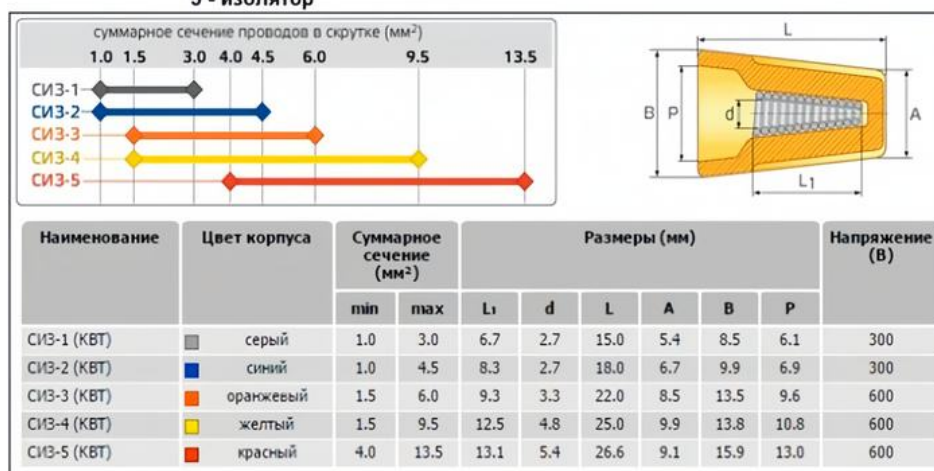 3 - изолятор
суммарное сечение проводов в скрутке (мм²)
1.0 1.5 3.0 4.0 4.5 6.0 9.5 13.5
СИЗ-1
СИЗ-2
СИЗ-3
СИЗ-4
СИЗ-5
L
B P d A
L1
Наименование Цвет корпуса Суммарное сечение (мм²) Размеры (мм) Напряжение (В)
min max L1 d L A B P
СИЗ-1 (КВТ) серый 1.0 3.0 6.7 2.7 15.0 5.4 8.5 6.1 300
СИЗ-2 (КВТ) синий 1.0 4.5 8.3 2.7 18.0 6.7 9.9 6.9 300
СИЗ-3 (КВТ) оранжевый 1.5 6.0 9.3 3.3 22.0 8.5 13.5 9.6 600
СИЗ-4 (КВТ) желтый 1.5 9.5 12.5 4.8 25.0 9.9 13.8 10.8 600
СИЗ-5 (КВТ) красный 4.0 13.5 13.1 5.4 26.6 9.1 15.9 13.0 600